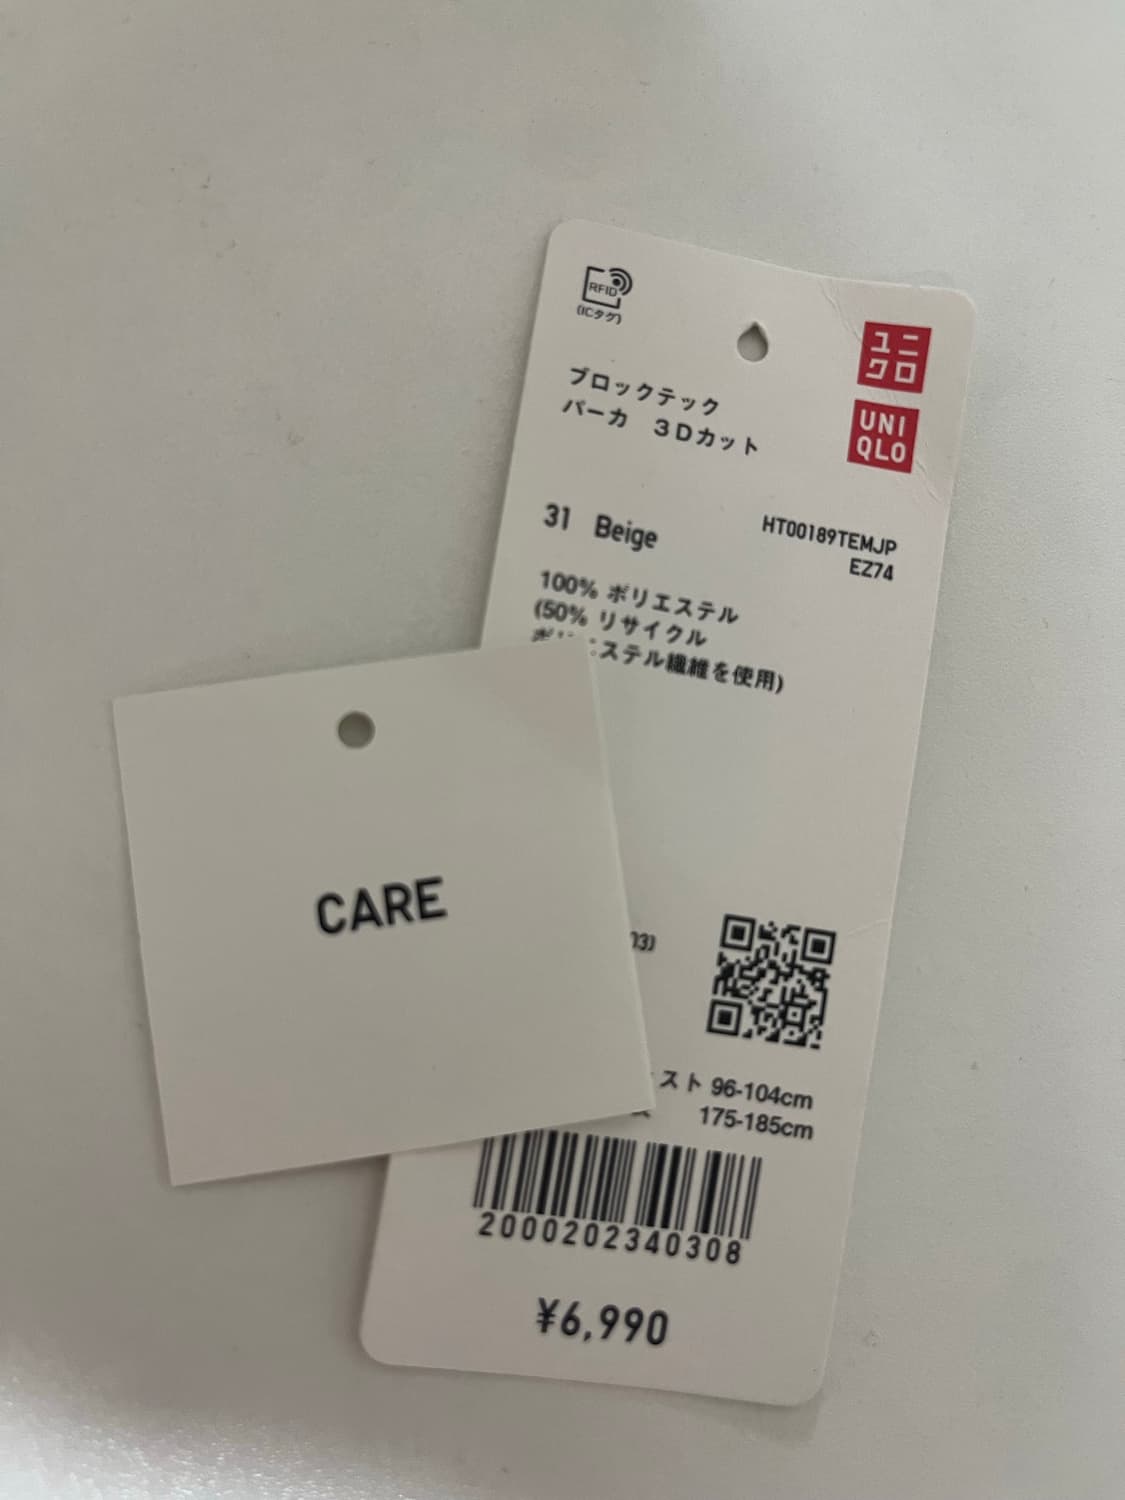 RFID
(ICタグ)
ユニ
クロ
UNI
QLO
ブロックテック
パーカ 3Dカット
31 Beige
HT00189TEMJP
EZ74
100% ポリエステル
(50% リサイクル
ステル繊維を使用)
CARE
03)
スト 96-104cm
175-185cm
2000202340308
¥6,990